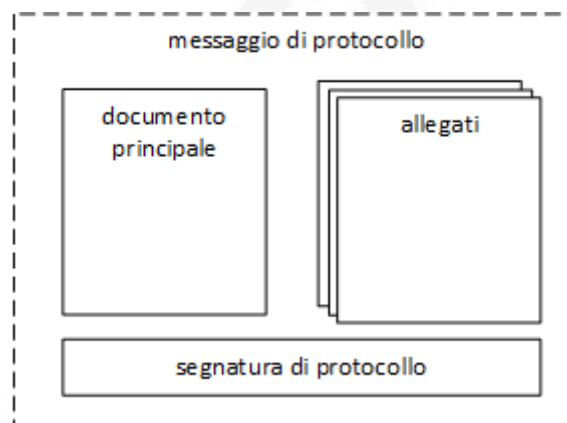 messaggio di protocollo
documento
principale
allegati
segnatura di protocollo